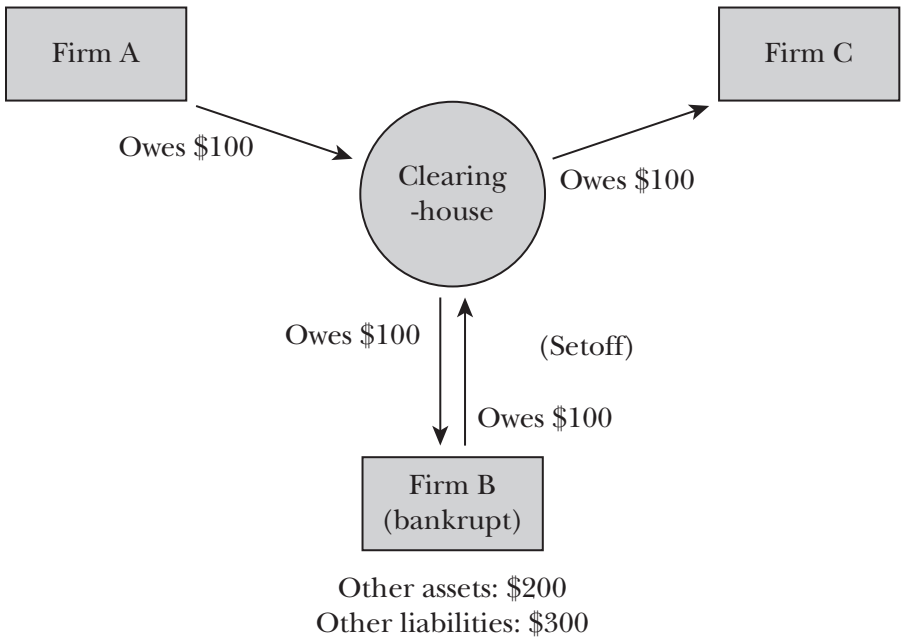 Firm A
Firm C
Owes $100
Clearing
-house
Owes $100
Owes $100
(Setoff)
Owes $100
Firm B
(bankrupt)
Other assets: $200
Other liabilities: $300